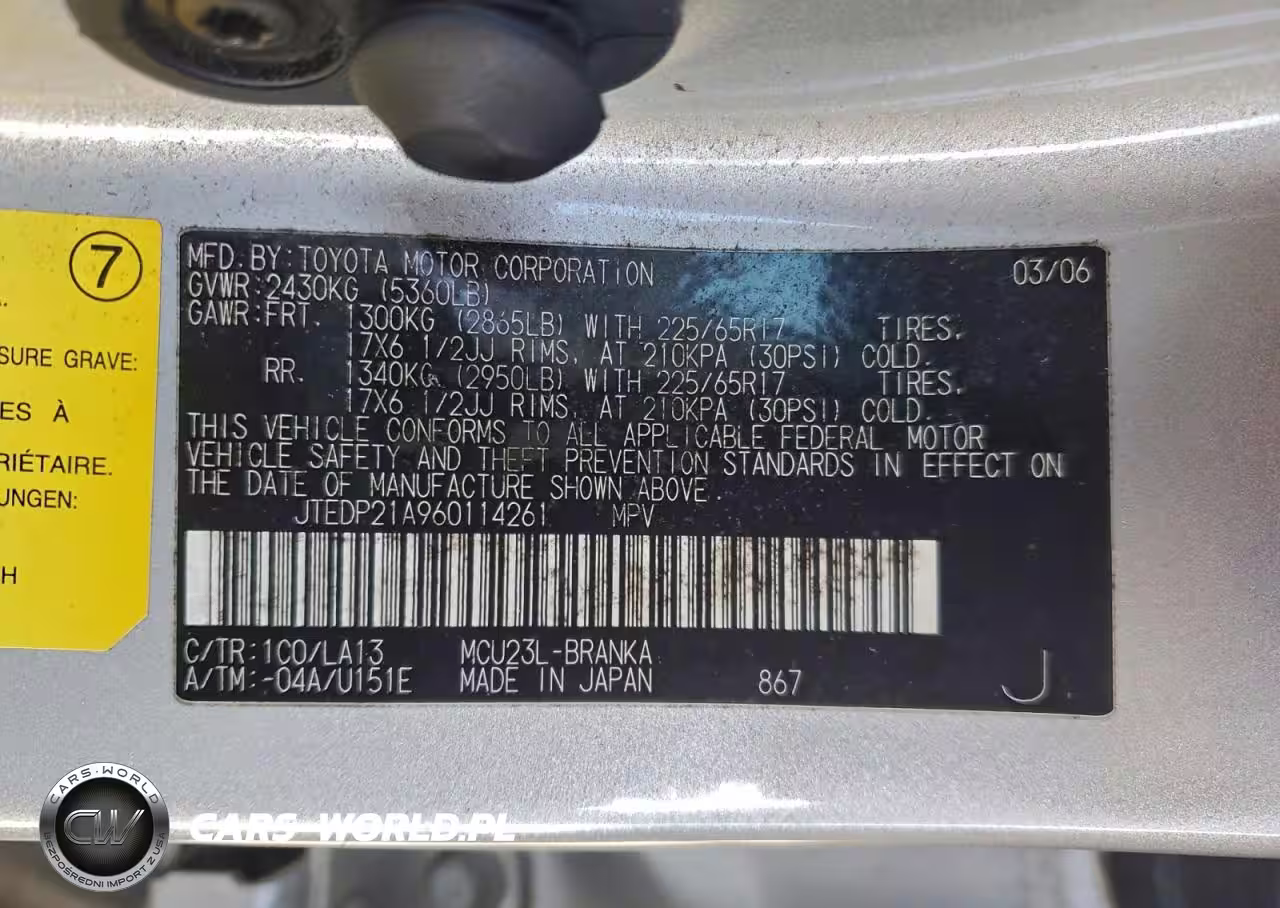 7
SURE GRAVE:
ES À
RIÉTAIRE.
UNGEN:
H
MFD. BY: TOYOTA MOTOR CORPORATION 03/06
GVWR: 2430KG (5360LB)
GAWR: FRT. 1300KG (2865LB) WITH 225/65R17 TIRES.
17X6 1/2JJ RIMS, AT 210KPA (30PSI) COLD.
RR. 1340KG (2950LB) WITH 225/65R17 TIRES.
17X6 1/2JJ RIMS, AT 210KPA (30PSI) COLD.
THIS VEHICLE CONFORMS TO ALL APPLICABLE FEDERAL MOTOR
VEHICLE SAFETY AND THEFT PREVENTION STANDARDS IN EFFECT ON
THE DATE OF MANUFACTURE SHOWN ABOVE.
JTEDP21A960114261 MPV
C/TR: 1C0/LA13 MCU23L-BRANKA
A/TM: -04A/U151E MADE IN JAPAN 867 J
CARS-WORLD
CW
BEZPOŚREDNI IMPORT Z USA
CARS-WORLD.PL